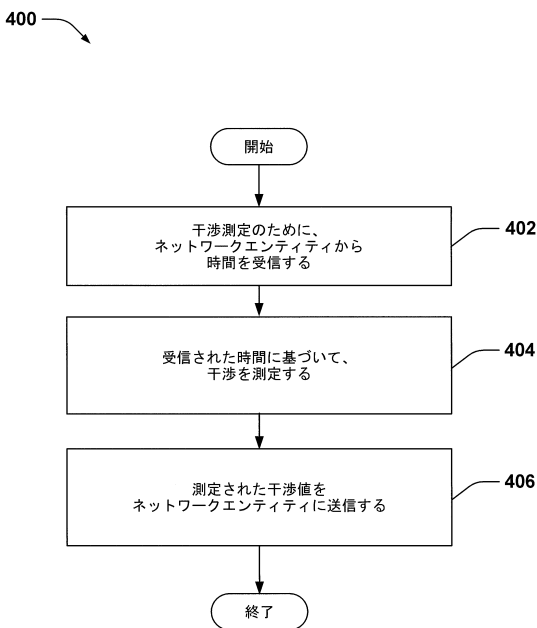 400
開始
干渉測定のために、
ネットワークエンティティから
時間を受信する
402
受信された時間に基づいて、
干渉を測定する
404
測定された干渉値を
ネットワークエンティティに送信する
406
終了